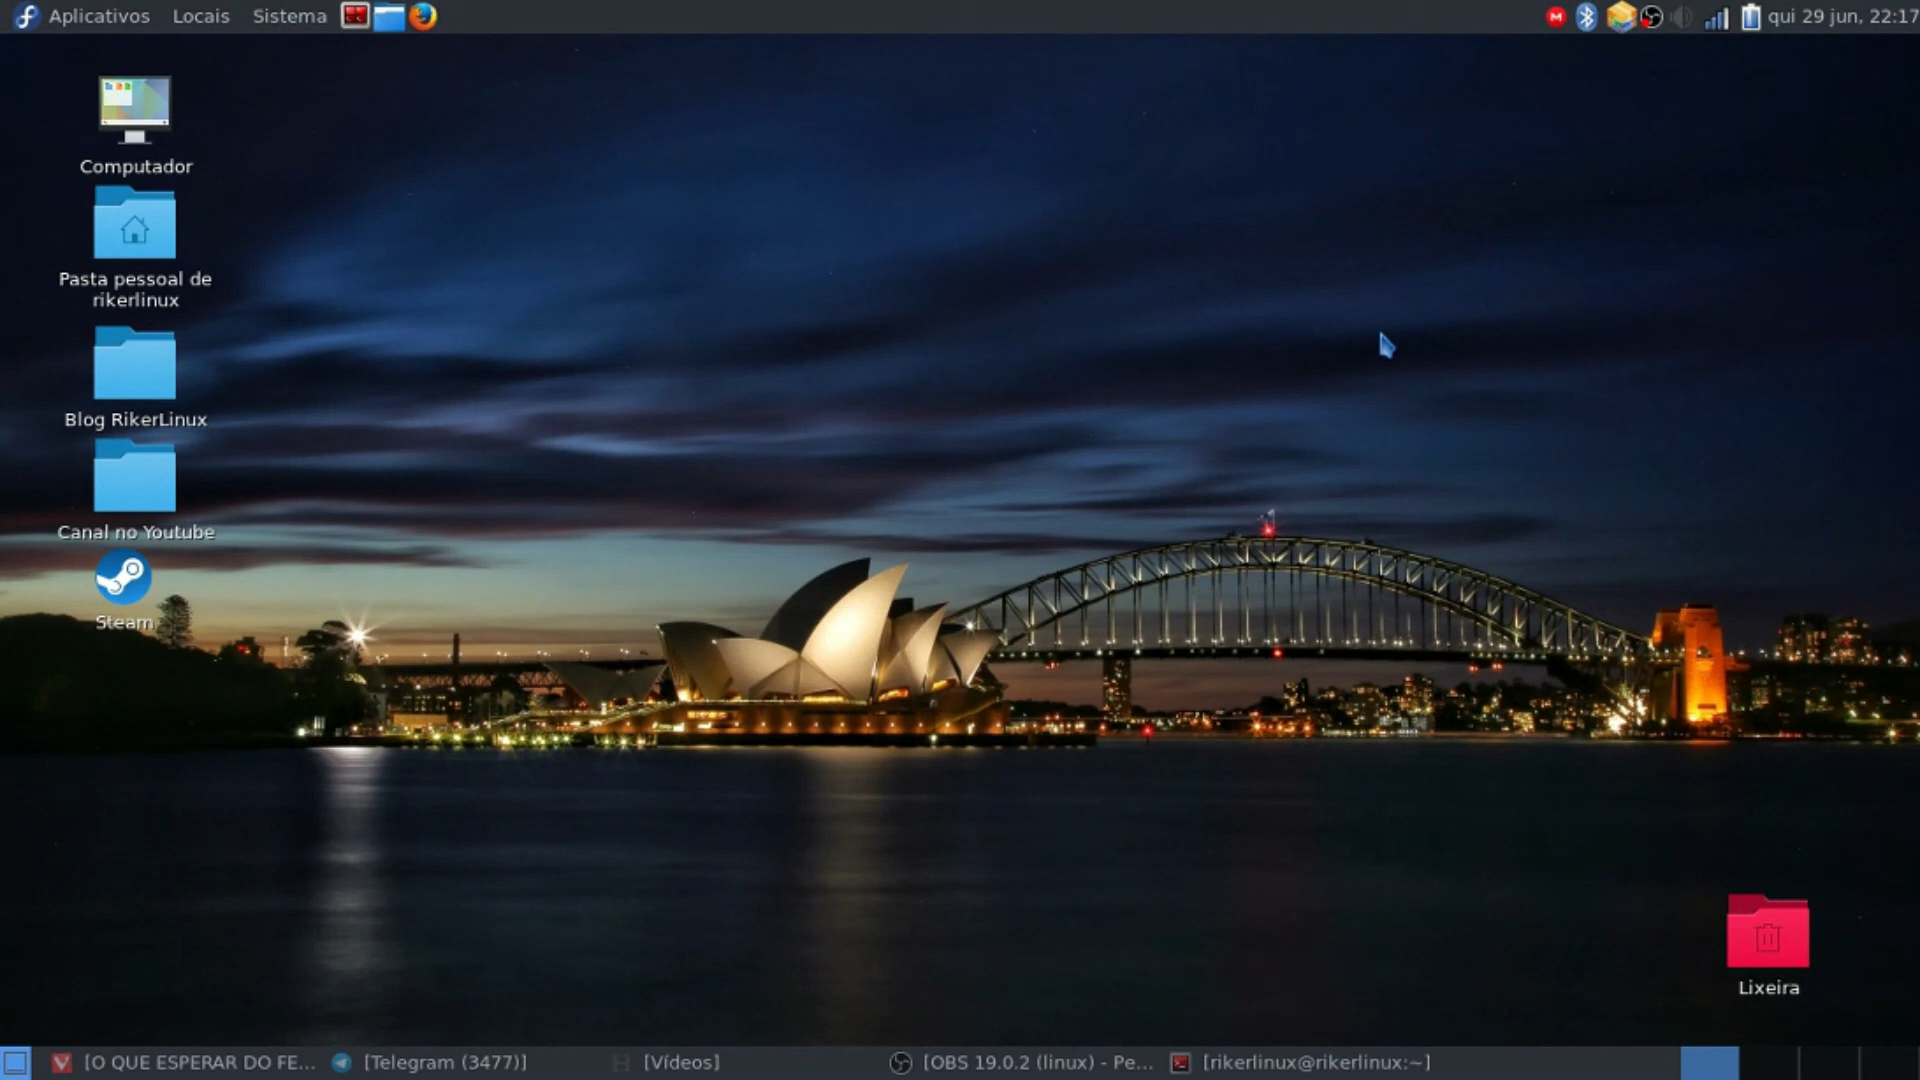 Aplicativos Locais Sistema
qui 29 jun, 22:17
Computador
Pasta pessoal de
rikerlinux
Blog RikerLinux
Canal no Youtube
Steam
Lixeira
[O QUE ESPERAR DO FE... [Telegram (3477)] [Vídeos] [OBS 19.0.2 (linux) - Pe... [rikerlinux@rikerlinux:~]